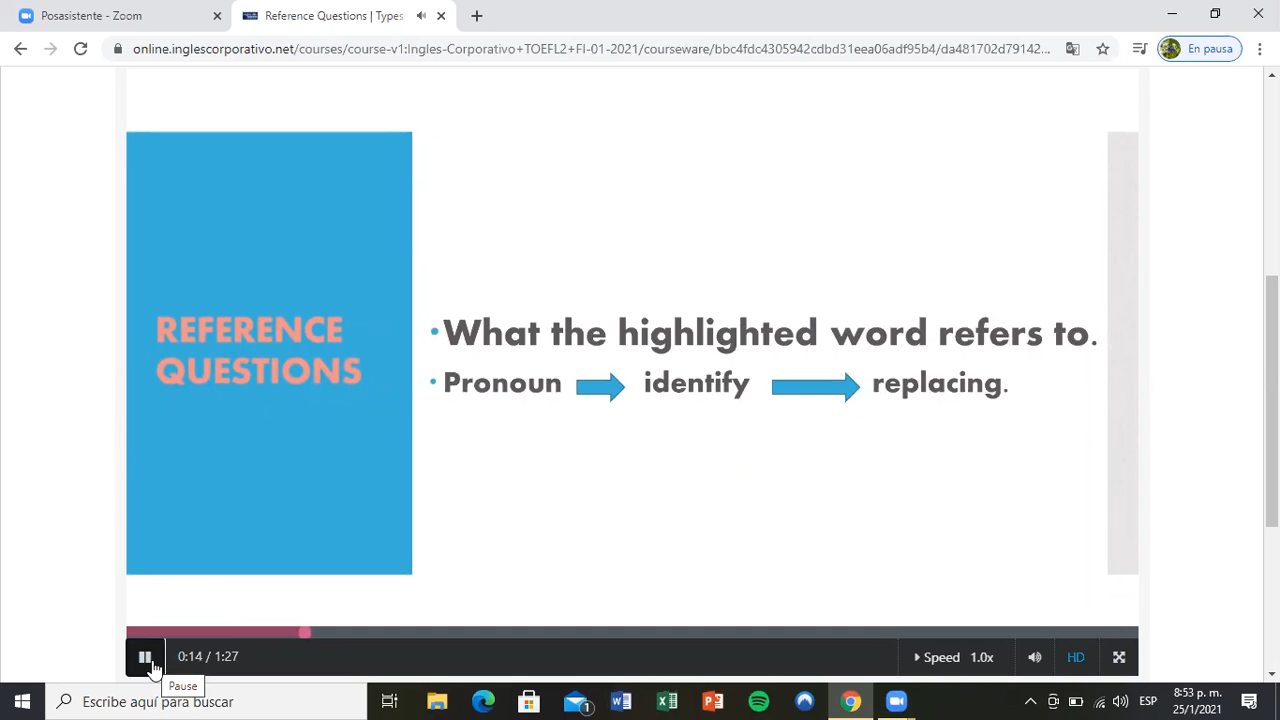 Posasistente - Zoom
Reference Questions | Types
online.inglescorporativo.net/courses/course-v1:Ingles-Corporativo+TOEFL2+FI-01-2021/courseware/bbc4fdc4305942cdbd31eea06adf95b4/da481702d79142...
En pausa
REFERENCE
QUESTIONS
• What the highlighted word refers to.
• Pronoun identify replacing.
0:14 / 1:27
Speed 1.0x
HD
Pause
Escribe aquí para buscar
1
ESP
8:53 p. m.
25/1/2021